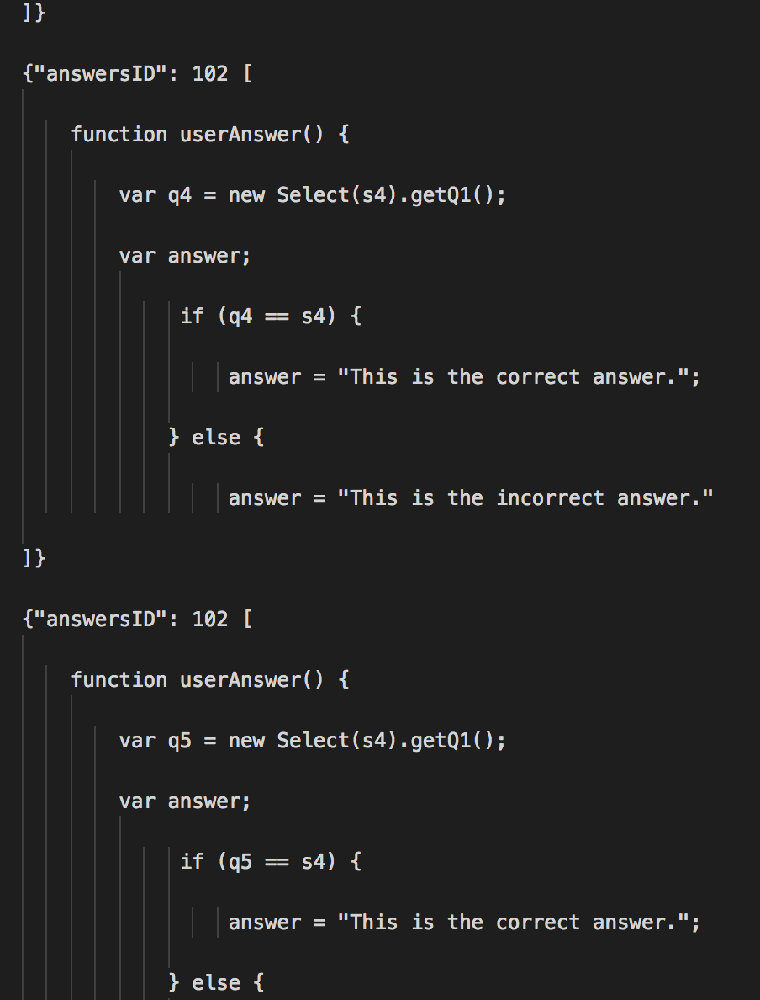 ]}
{"answersID": 102 [
function userAnswer() {
var q4 = new Select(s4).getQ1();
var answer;
if (q4 == s4) {
answer = "This is the correct answer.";
} else {
answer = "This is the incorrect answer."
]}
{"answersID": 102 [
function userAnswer() {
var q5 = new Select(s4).getQ1();
var answer;
if (q5 == s4) {
answer = "This is the correct answer.";
} else {